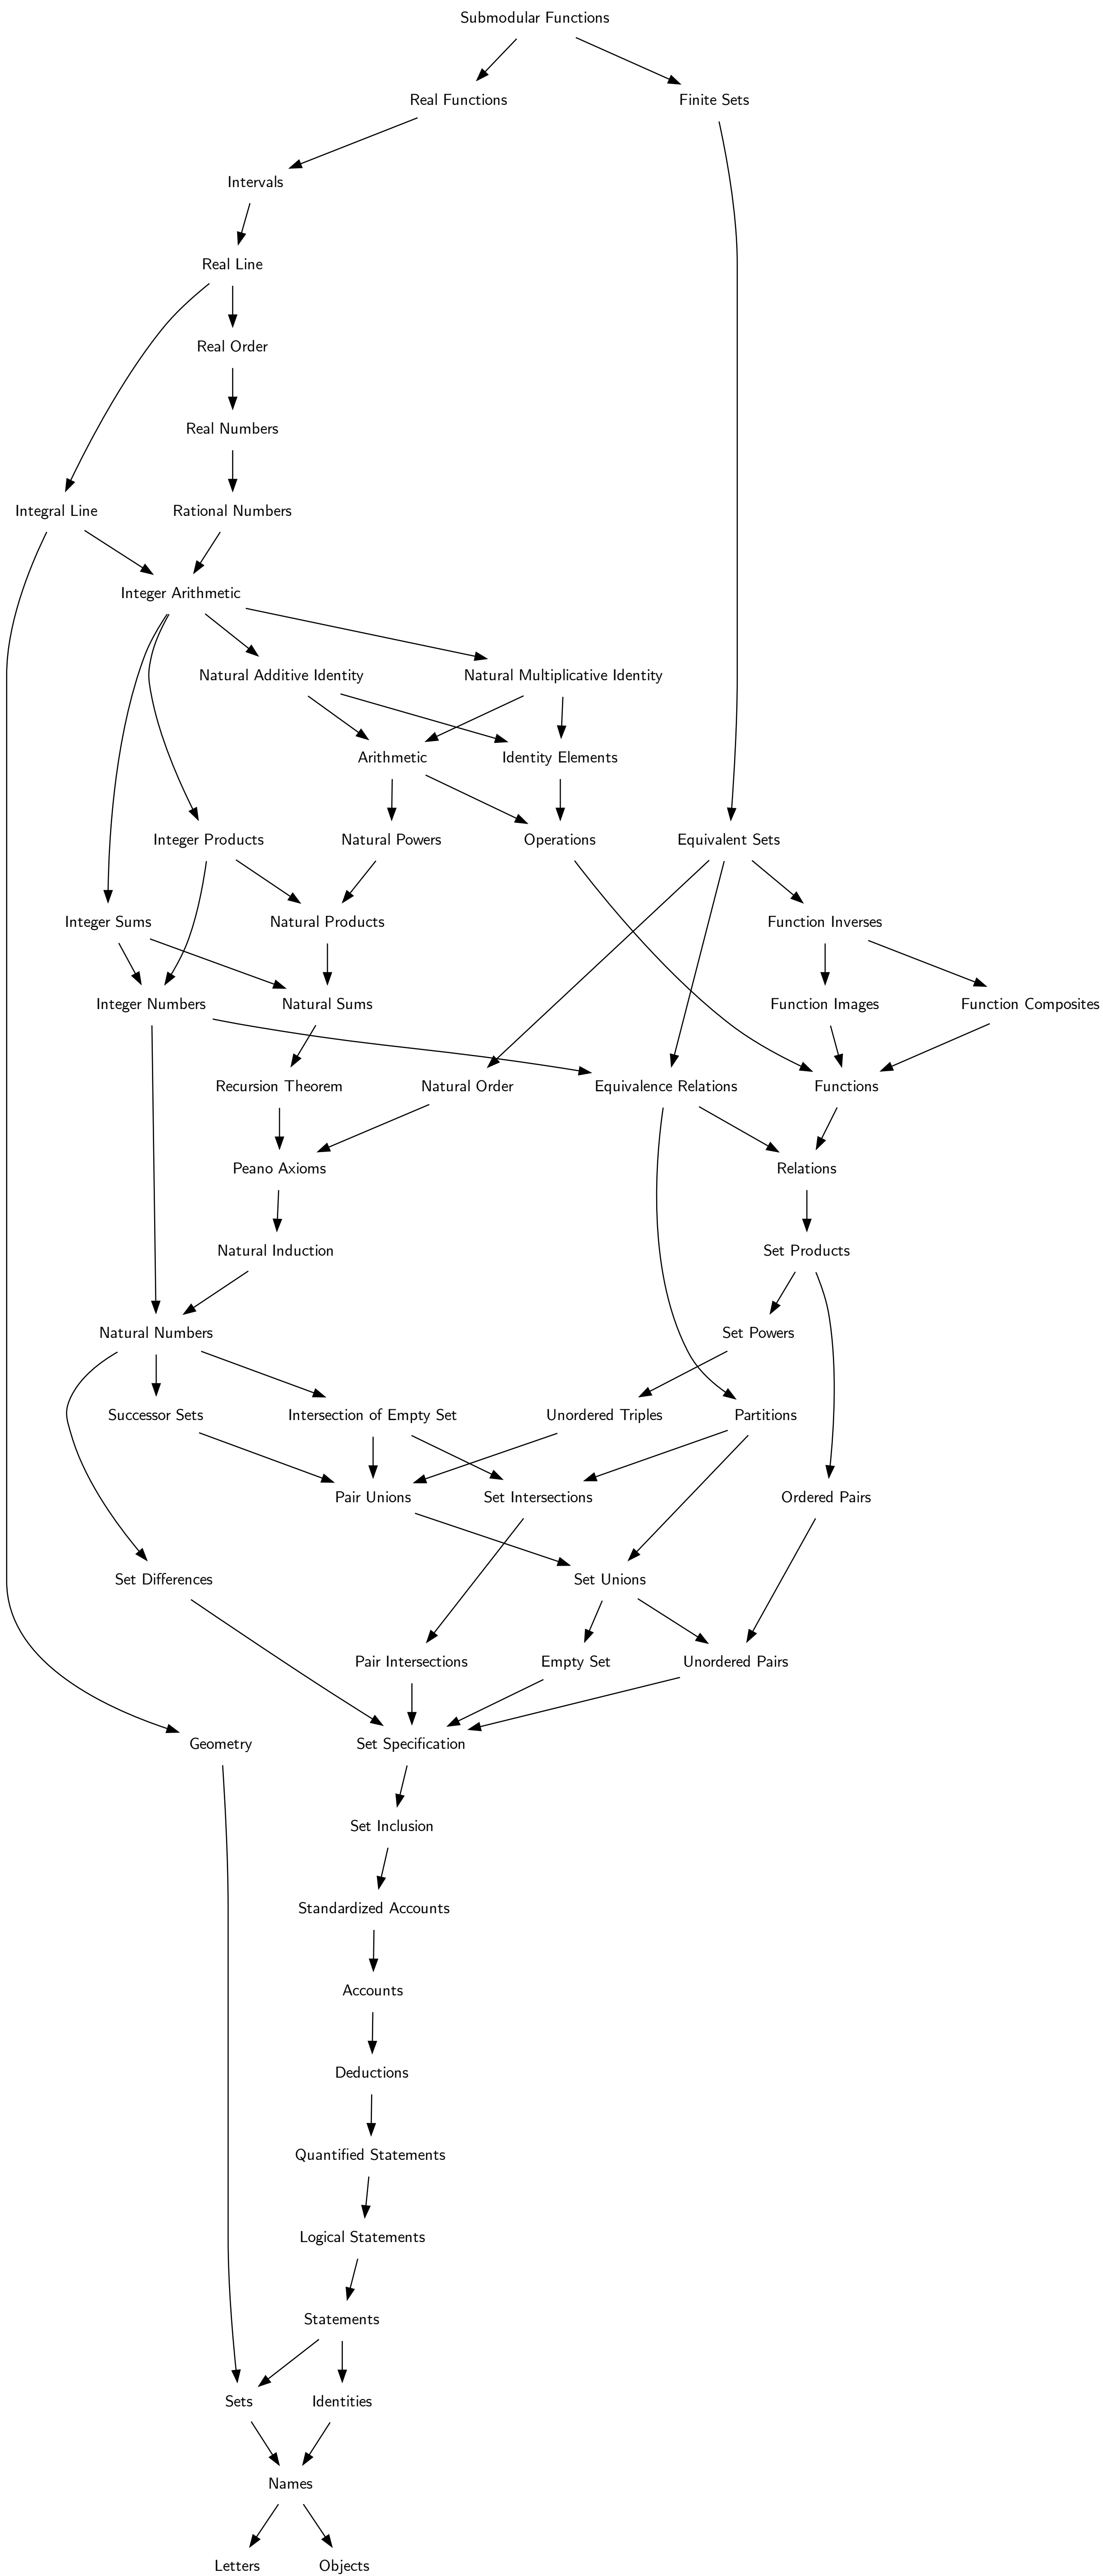 Submodular Functions
Real Functions
Finite Sets
Intervals
Real Line
Real Order
Real Numbers
Integral Line
Rational Numbers
Integer Arithmetic
Natural Additive Identity
Natural Multiplicative Identity
Arithmetic
Identity Elements
Integer Products
Natural Powers
Operations
Equivalent Sets
Integer Sums
Natural Products
Function Inverses
Integer Numbers
Natural Sums
Function Images
Function Composites
Recursion Theorem
Natural Order
Equivalence Relations
Functions
Peano Axioms
Relations
Natural Induction
Set Products
Natural Numbers
Set Powers
Successor Sets
Intersection of Empty Set
Unordered Triples
Partitions
Pair Unions
Set Intersections
Ordered Pairs
Set Differences
Set Unions
Pair Intersections
Empty Set
Unordered Pairs
Geometry
Set Specification
Set Inclusion
Standardized Accounts
Accounts
Deductions
Quantified Statements
Logical Statements
Statements
Sets
Identities
Names
Letters
Objects